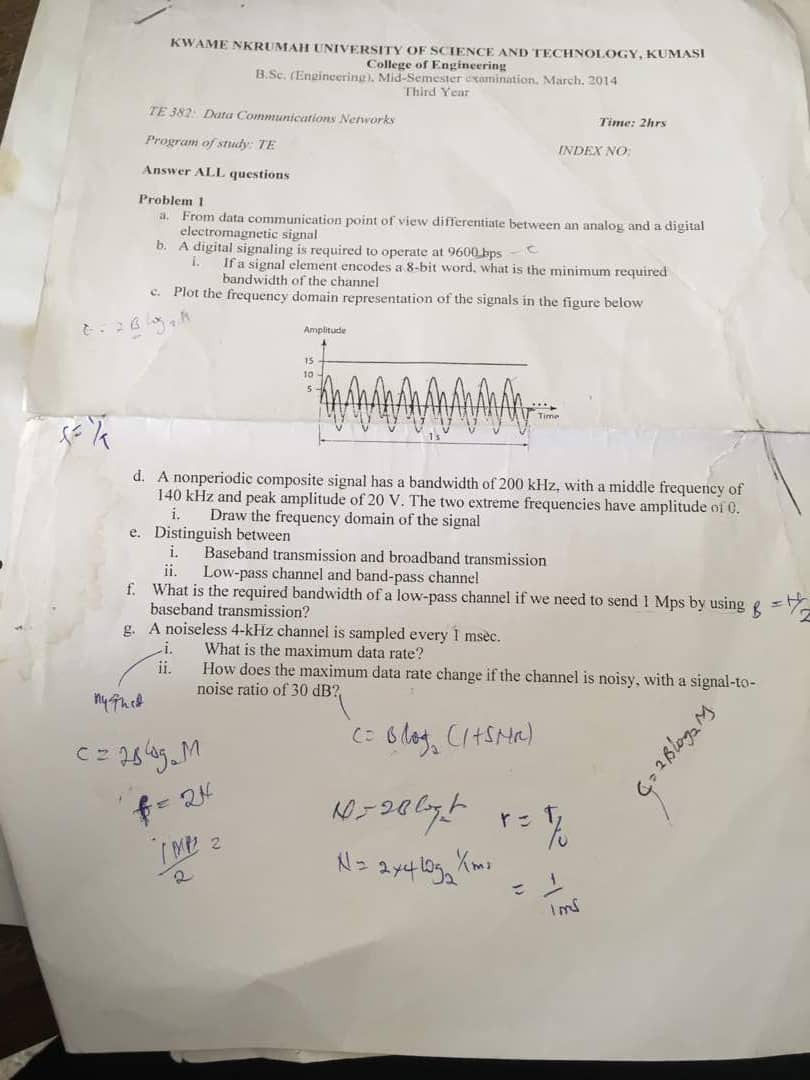 KWAME NKRUMAH UNIVERSITY OF SCIENCE AND TECHNOLOGY, KUMASI
College of Engineering
B.Sc. (Engineering), Mid-Semester examination, March, 2014
Third Year
TE 382: Data Communications Networks
Time: 2hrs
Program of study: TE
INDEX NO:
Answer ALL questions
Problem 1
a. From data communication point of view differentiate between an analog and a digital
electromagnetic signal
b. A digital signaling is required to operate at 9600 bps - C
i. If a signal element encodes a 8-bit word, what is the minimum required
bandwidth of the channel
c. Plot the frequency domain representation of the signals in the figure below
Amplitude
15
10
5
Time
1 s
d. A nonperiodic composite signal has a bandwidth of 200 kHz, with a middle frequency of
140 kHz and peak amplitude of 20 V. The two extreme frequencies have amplitude of 0.
i. Draw the frequency domain of the signal
e. Distinguish between
i. Baseband transmission and broadband transmission
ii. Low-pass channel and band-pass channel
f. What is the required bandwidth of a low-pass channel if we need to send 1 Mps by using
baseband transmission?
g. A noiseless 4-kHz channel is sampled every 1 msec.
i. What is the maximum data rate?
ii. How does the maximum data rate change if the channel is noisy, with a signal-to-
noise ratio of 30 dB?
C = 2B log₂ M
C = B log₂ (1+SNR)
C = 2B log₂ M
N = 2×4 log₂ 1/1ms
= 1/1ms